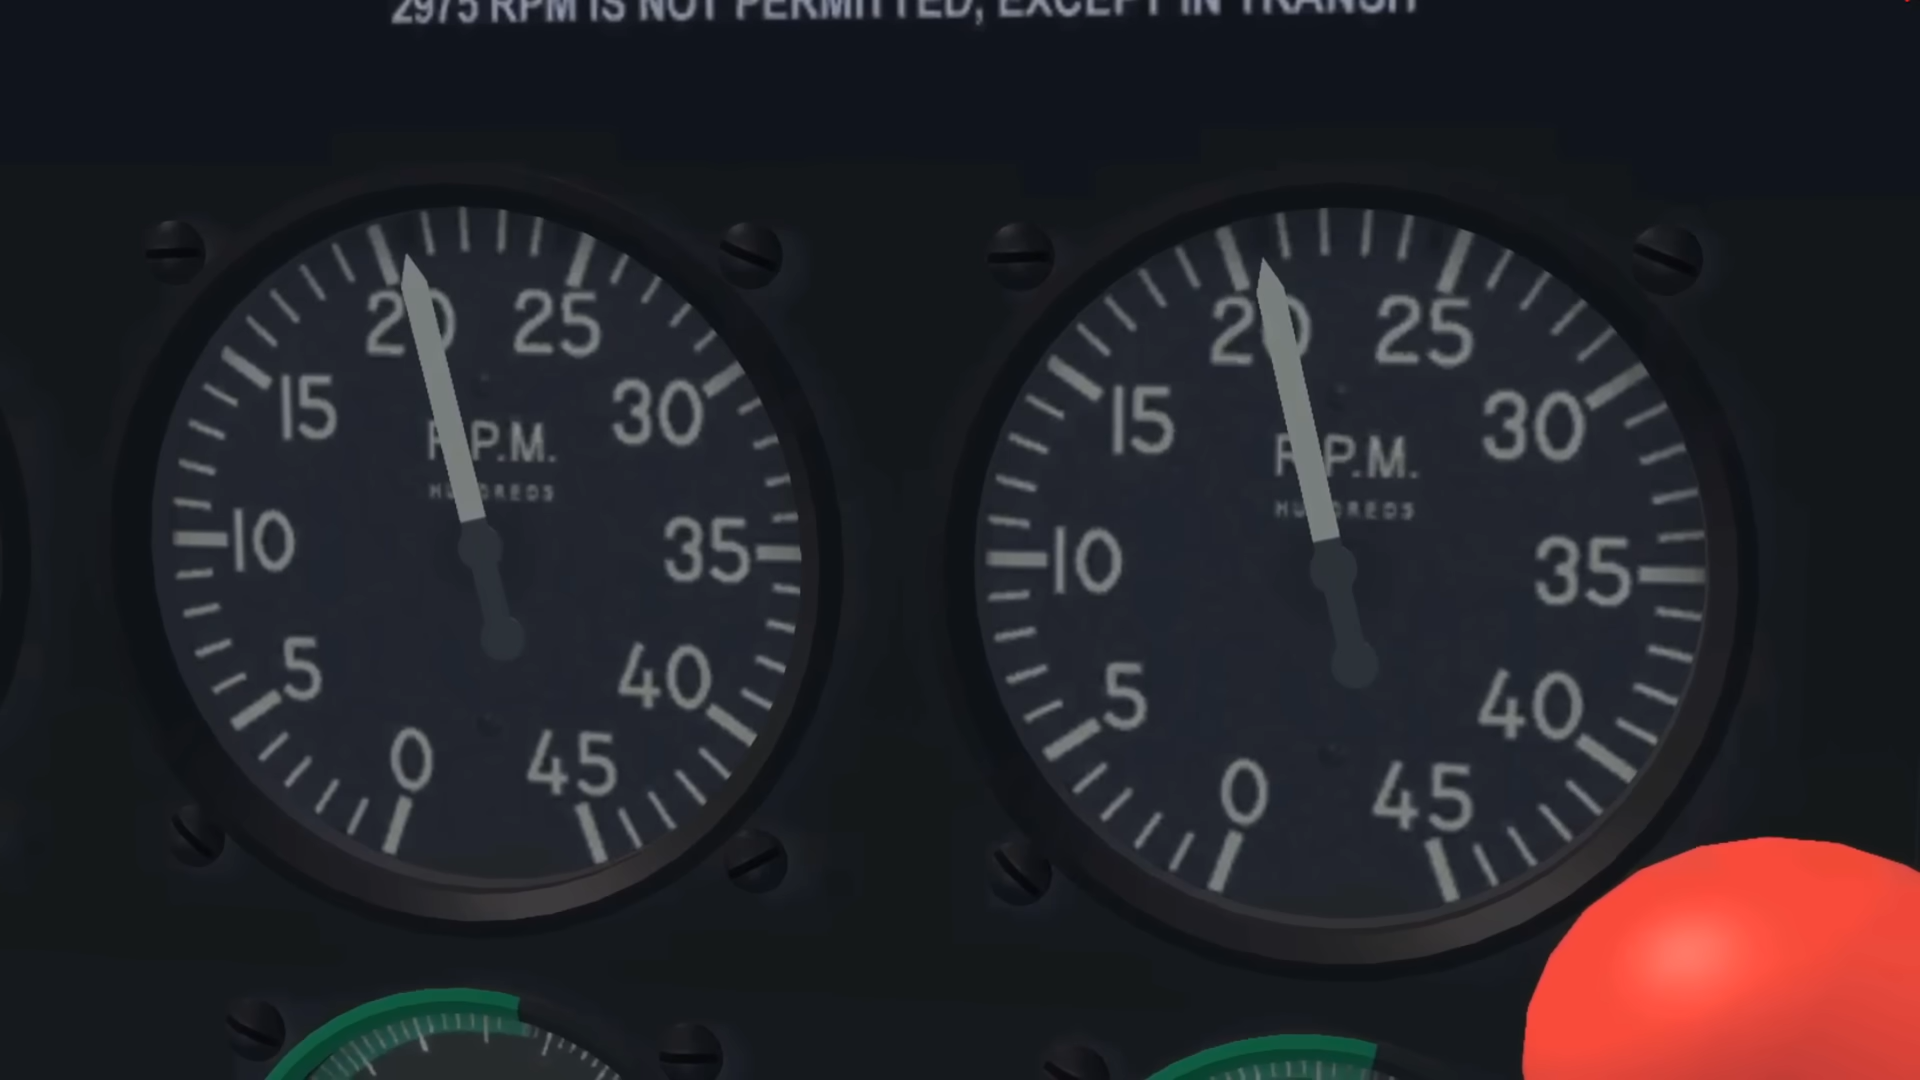 2975 RPM IS NOT PERMITTED, EXCEPT IN TRANSIT
20 25
15 30
R.P.M.
HUNDREDS
10 35
5 40
0 45
20 25
15 30
R.P.M.
HUNDREDS
10 35
5 40
0 45